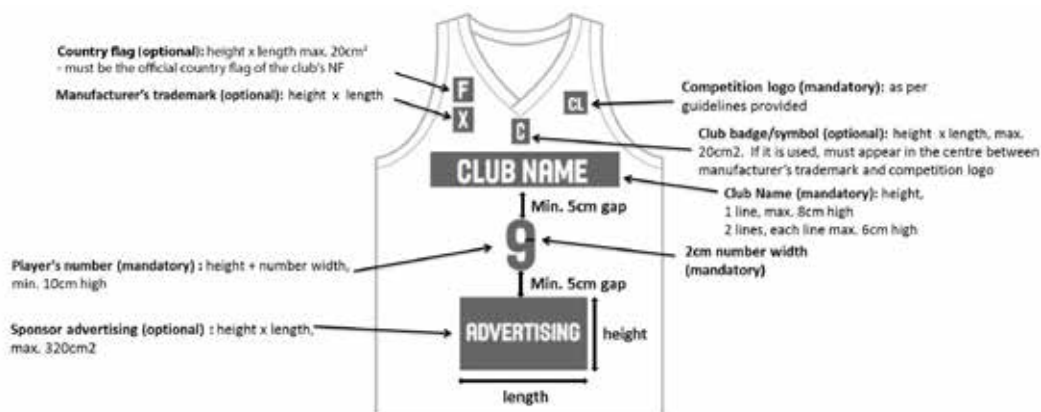 Country flag (optional): height x length max. 20cm²
- must be the official country flag of the club's NF
Manufacturer's trademark (optional): height x length
F
X
C
CL
Competition logo (mandatory): as per
guidelines provided
Club badge/symbol (optional): height x length, max.
20cm2. If it is used, must appear in the centre between
manufacturer's trademark and competition logo
CLUB NAME
Club Name (mandatory): height,
1 line, max. 8cm high
2 lines, each line max. 6cm high
Min. 5cm gap
9
2cm number width
(mandatory)
Player's number (mandatory) : height + number width,
min. 10cm high
Min. 5cm gap
Sponsor advertising (optional) : height x length,
max. 320cm2
ADVERTISING
height
length